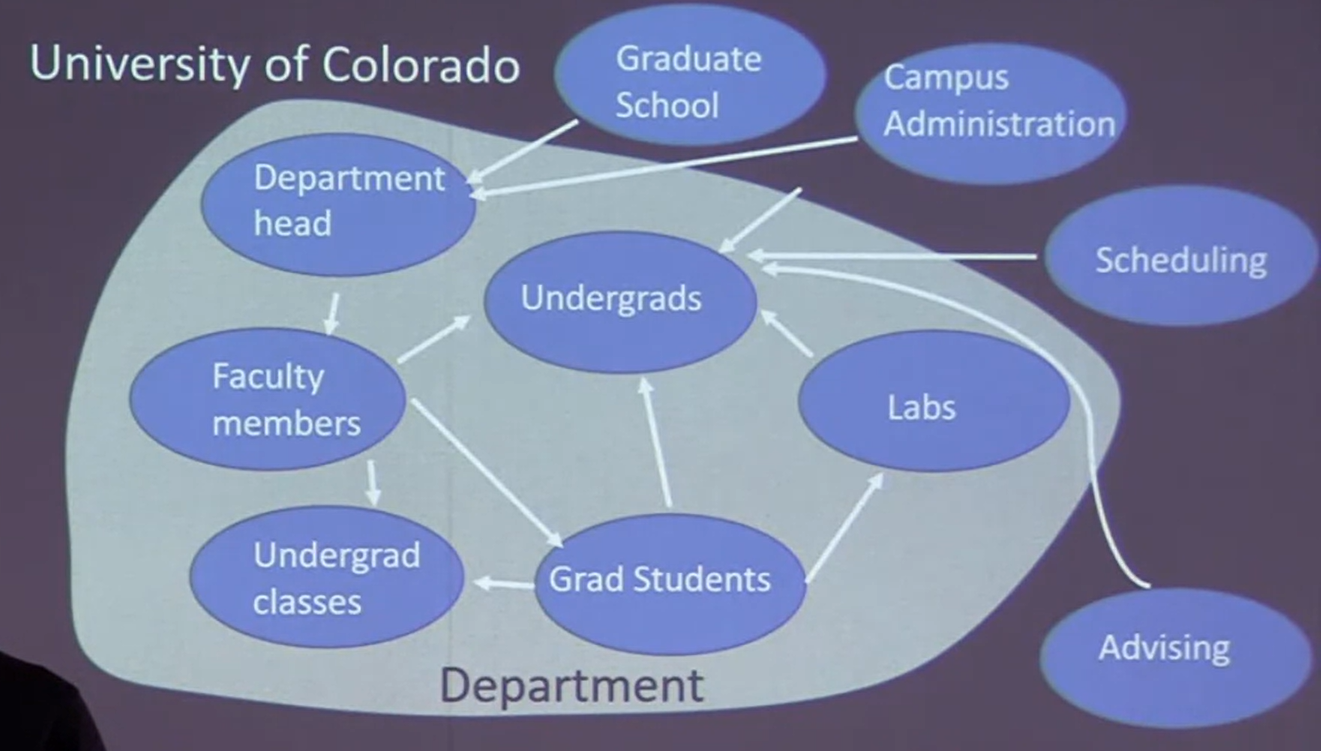 University of Colorado
Graduate
School
Campus
Administration
Department
head
Scheduling
Undergrads
Faculty
members
Labs
Undergrad
classes
Grad Students
Advising
Department